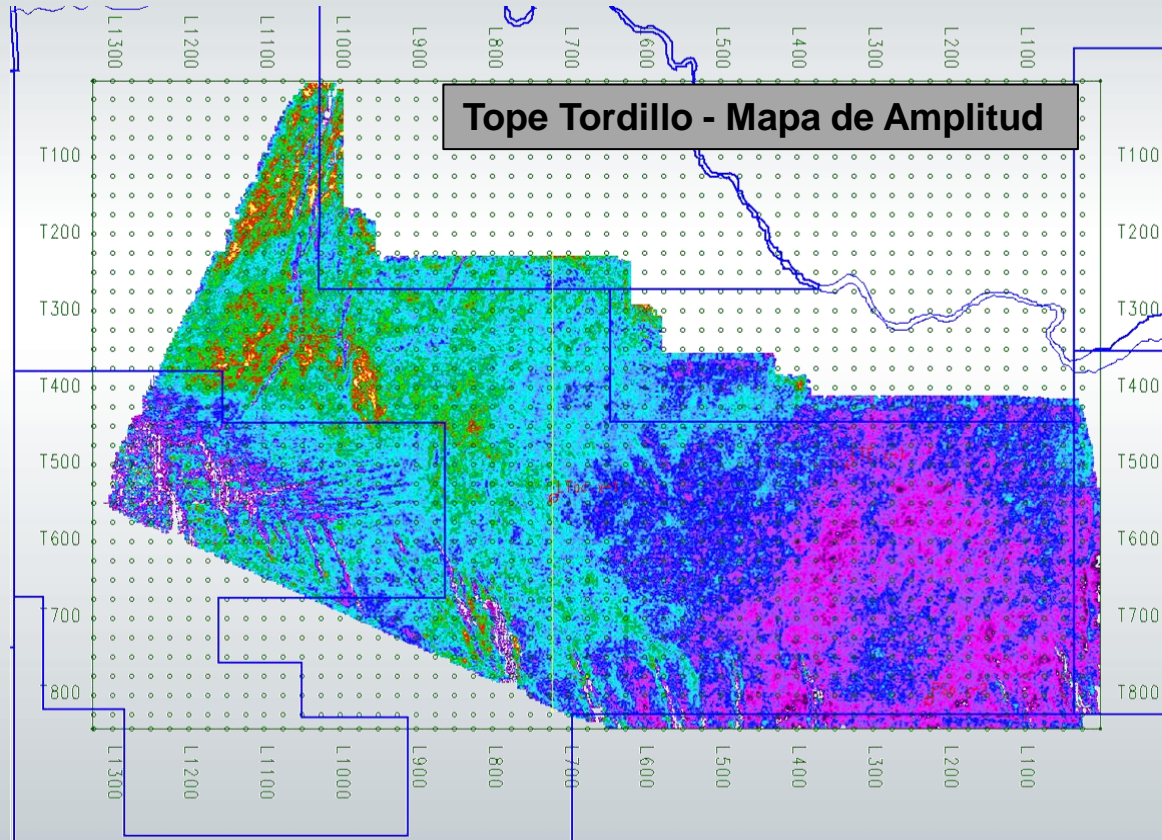 L1300 L1200 L1100 L1000 L900 L800 L700 L600 L500 L400 L300 L200 L100
Tope Tordillo - Mapa de Amplitud
T100 T100
T200 T200
T300 T300
T400 T400
T500 T500
T600 T600
T700 T700
T800 T800
L1300 L1200 L1100 L1000 L900 L800 L700 L600 L500 L400 L300 L200 L100